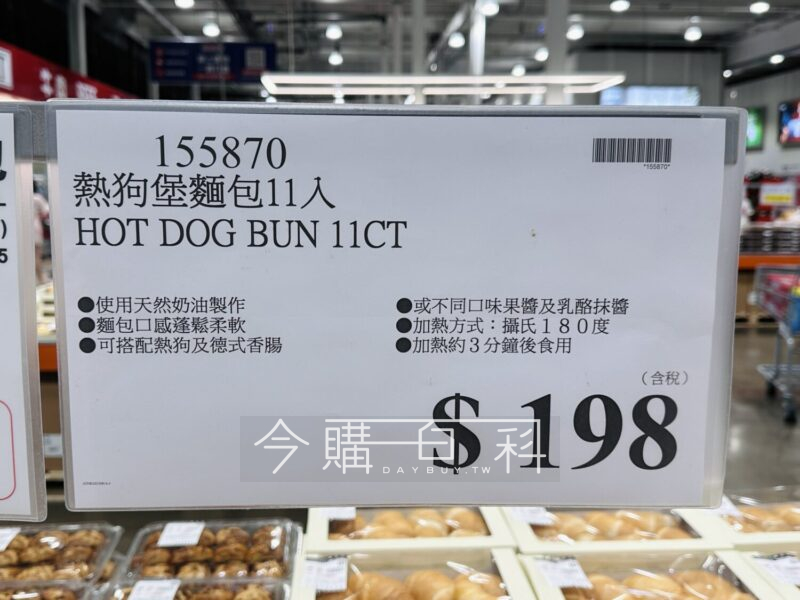 155870
*155870*
熱狗堡麵包11入
HOT DOG BUN 11CT
●使用天然奶油製作
●麵包口感蓬鬆柔軟
●可搭配熱狗及德式香腸
●或不同口味果醬及乳酪抹醬
●加熱方式：攝氏１８０度
●加熱約３分鐘後食用
（含稅）
$ 198
今購百科
DAYBUY.TW